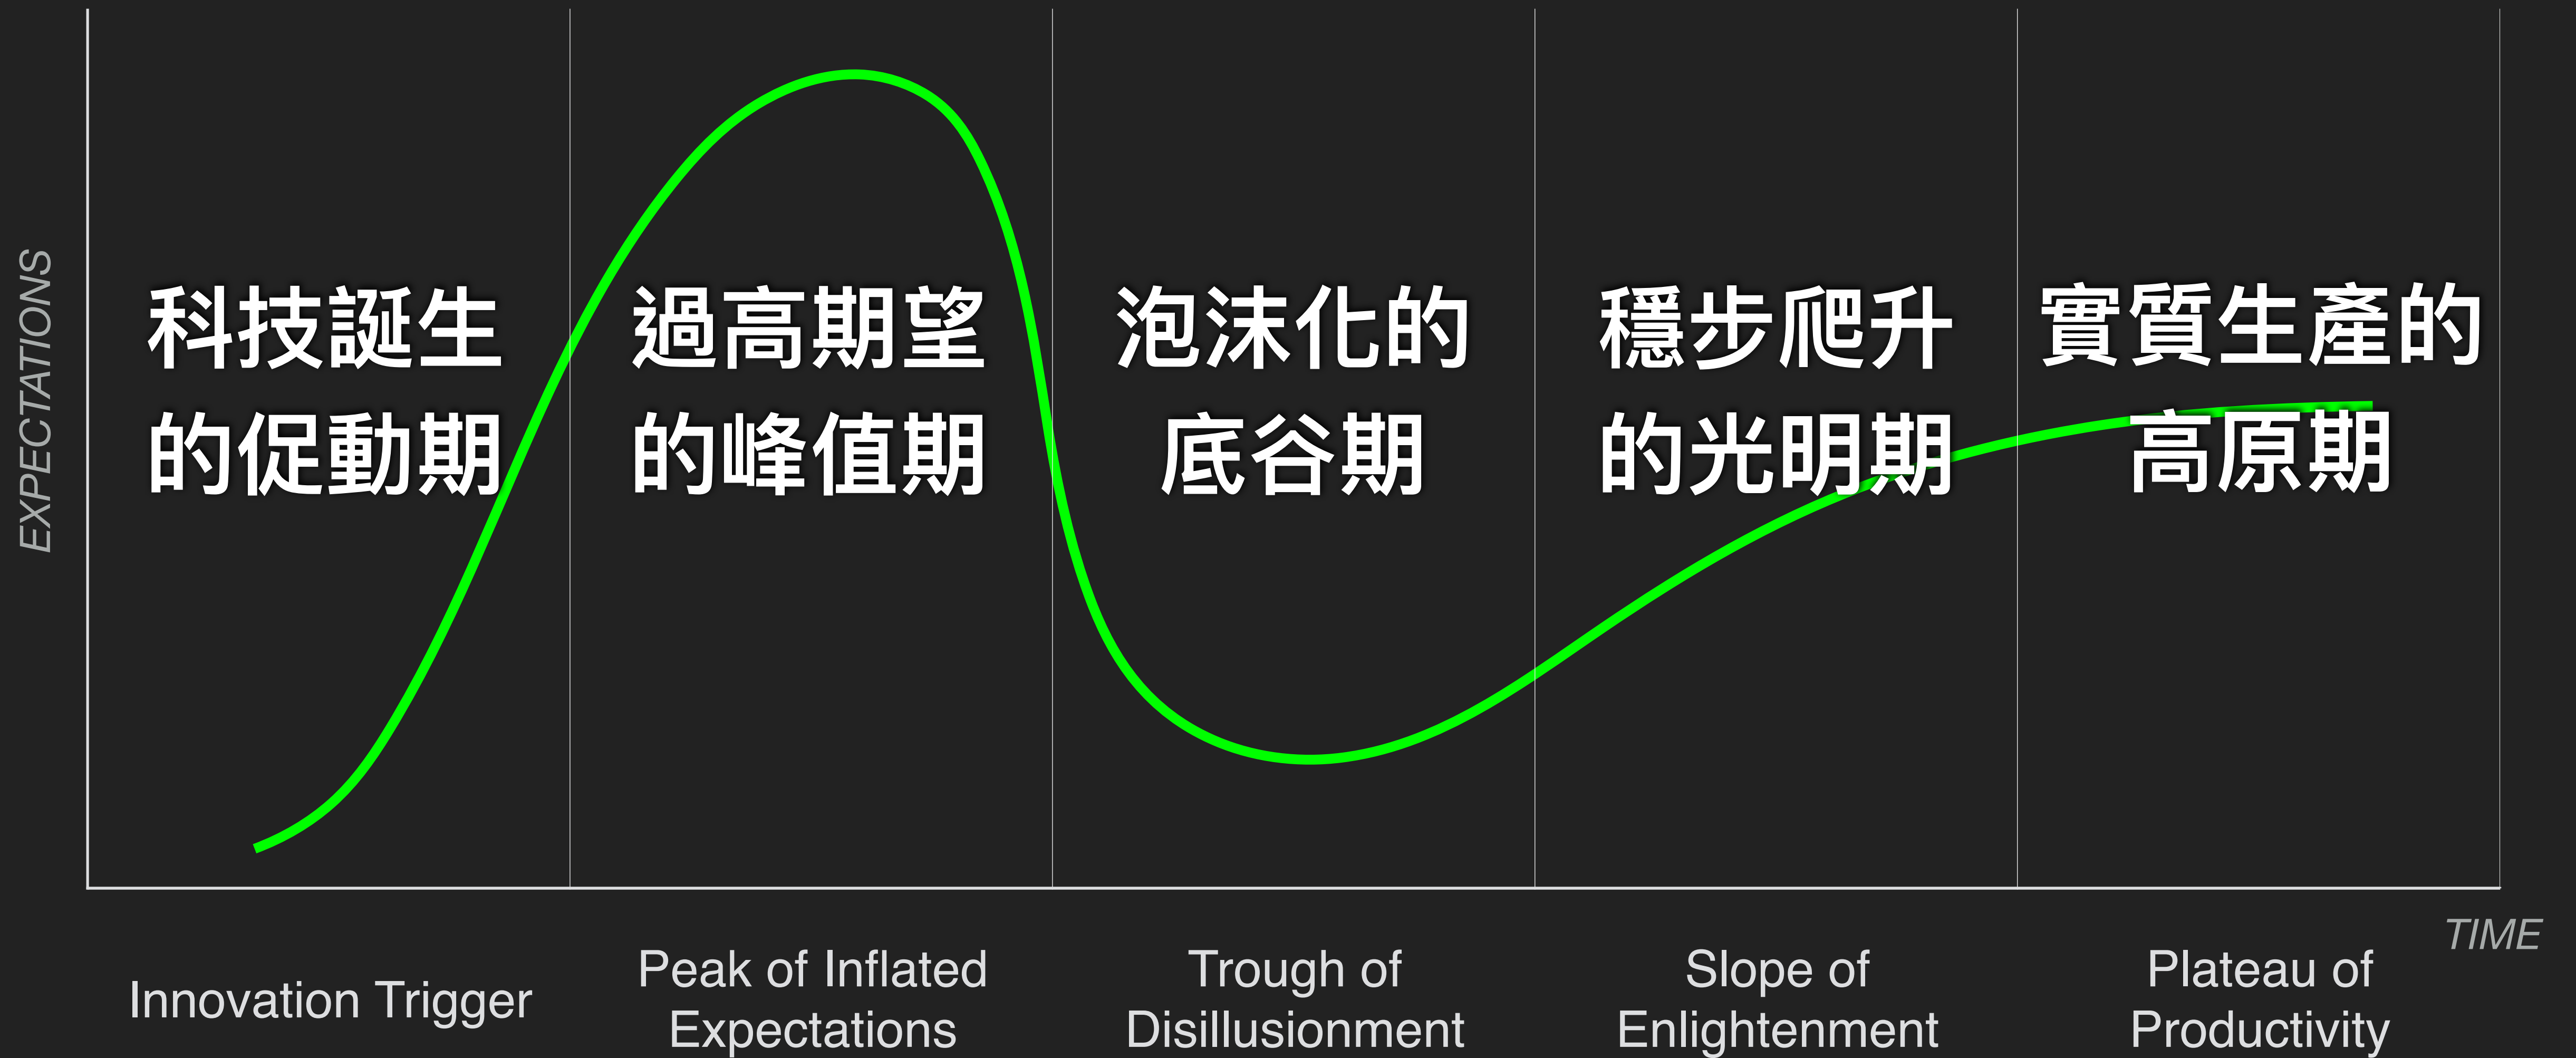 EXPECTATIONS
科技誕生
的促動期
過高期望
的峰值期
泡沫化的
底谷期
穩步爬升
的光明期
實質生產的
高原期
TIME
Innovation Trigger
Peak of Inflated
Expectations
Trough of
Disillusionment
Slope of
Enlightenment
Plateau of
Productivity